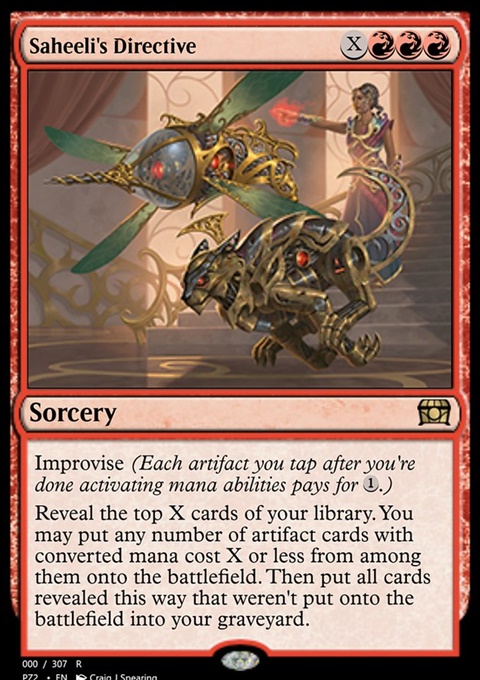 Saheeli's Directive X
Sorcery
Improvise (Each artifact you tap after you're
done activating mana abilities pays for 1.)
Reveal the top X cards of your library. You
may put any number of artifact cards with
converted mana cost X or less from among
them onto the battlefield. Then put all cards
revealed this way that weren't put onto the
battlefield into your graveyard.
000 / 307 R
PZ2 • EN Craig J Spearing